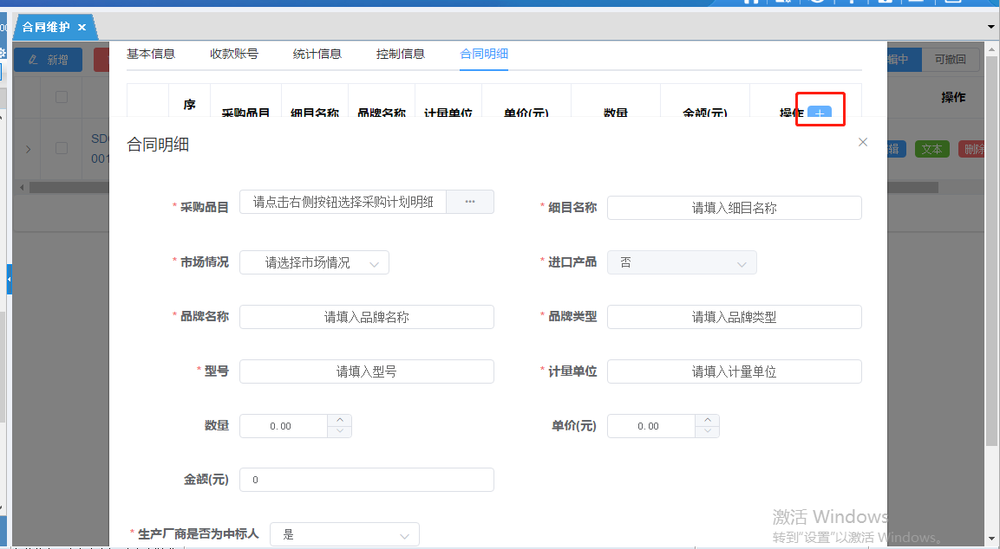 合同维护 ×
新增
基本信息 收款账号 统计信息 控制信息 合同明细
辑中 可撤回
序 采购品目 细目名称 品牌名称 计量单位 单价(元) 数量 金额(元) 操作 +
操作
合同明细 ×
SD
001
辑 文本 删除
* 采购品目 请点击右侧按钮选择采购计划明细 ···
* 细目名称 请填入细目名称
* 市场情况 请选择市场情况
* 进口产品 否
* 品牌名称 请填入品牌名称
* 品牌类型 请填入品牌类型
* 型号 请填入型号
* 计量单位 请填入计量单位
数量 0.00
单价(元) 0.00
金额(元) 0
* 生产厂商是否为中标人 是
激活 Windows
转到"设置"以激活 Windows。